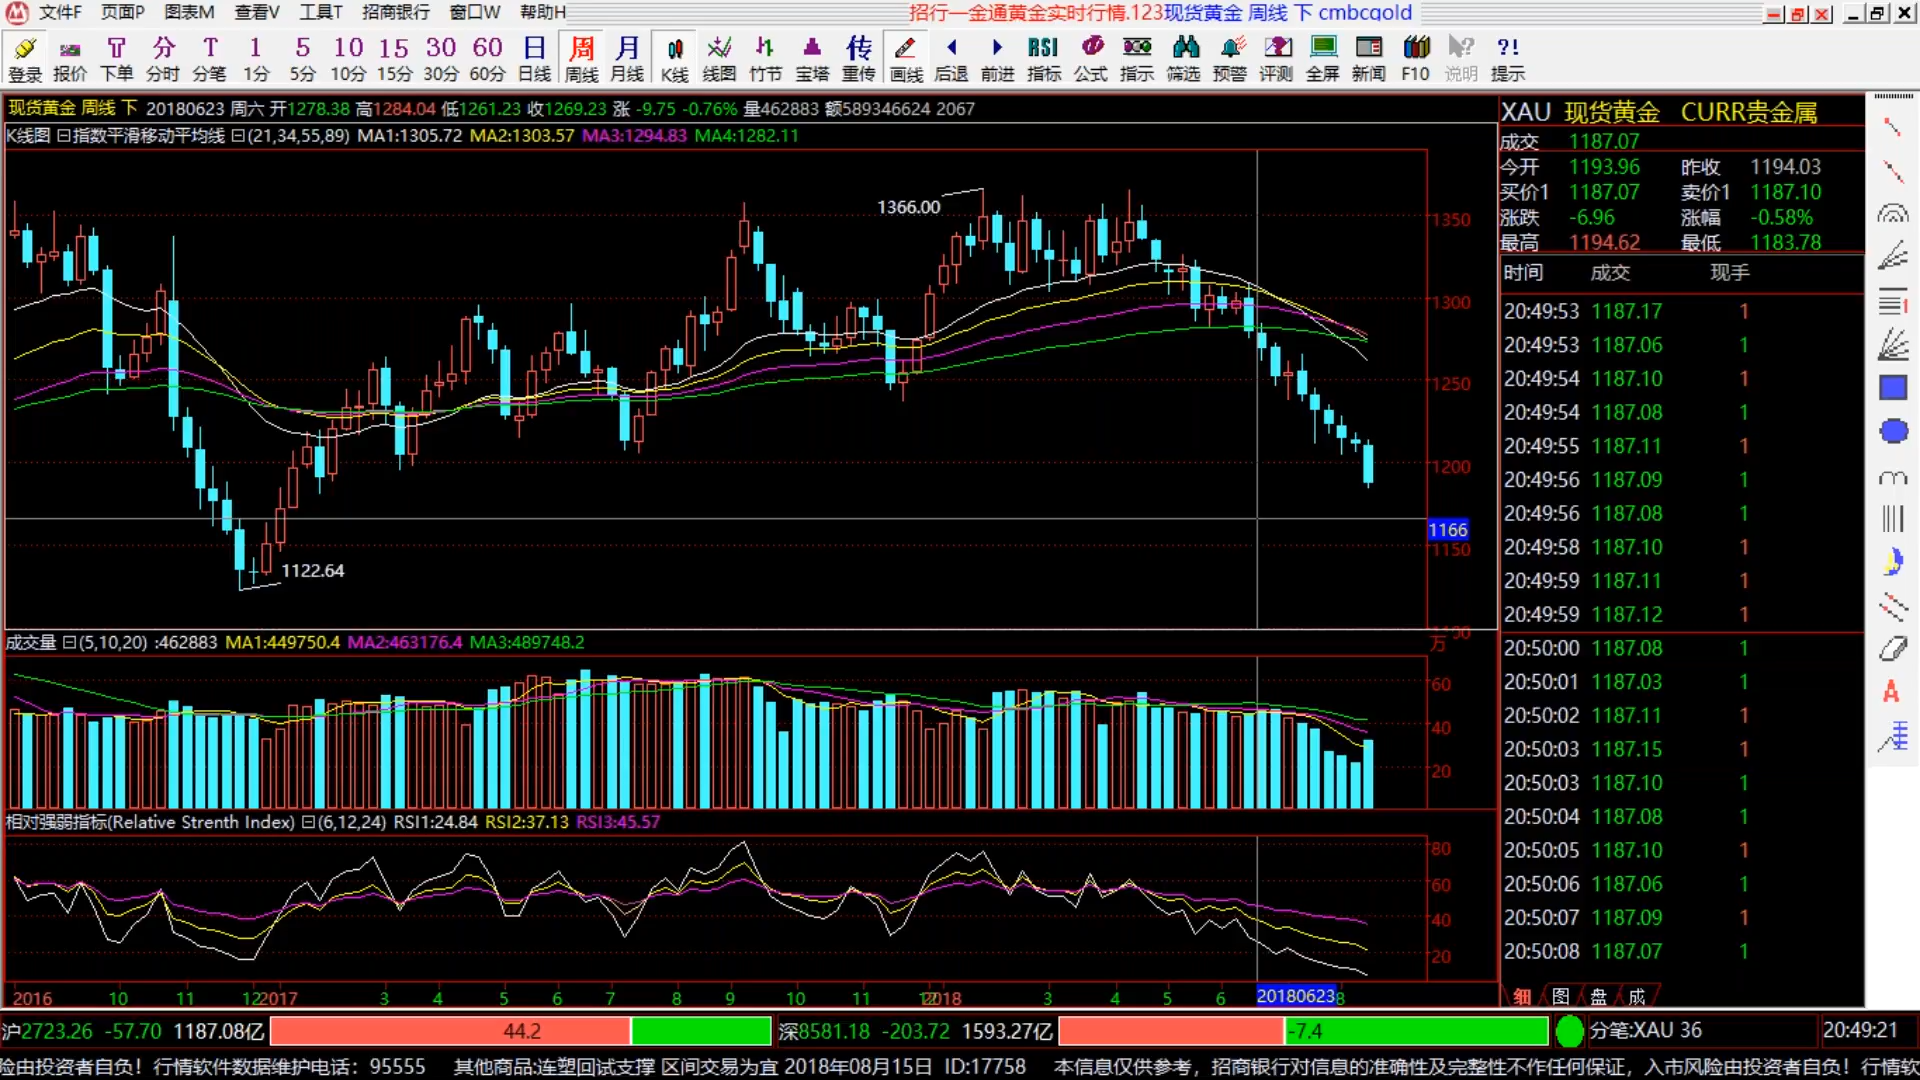 文件F 页面P 图表M 查看V 工具T 招商银行 窗口W 帮助H 招行—金通黄金实时行情.123现货黄金 周线 下 cmbcgold
T 分 T 1 5 10 15 30 60 日 周 月 传 RSI ?!
登录 报价 下单 分时 分笔 1分 5分 10分 15分 30分 60分 日线 周线 月线 K线 线图 竹节 宝塔 重传 画线 后退 前进 指标 公式 指示 筛选 预警 评测 全屏 新闻 F10 说明 提示
现货黄金 周线 下 20180623 周六 开1278.38 高1284.04 低1261.23 收1269.23 涨 -9.75 -0.76% 量462883 额589346624 2067
K线图 指数平滑移动平均线 (21,34,55,89) MA1:1305.72 MA2:1303.57 MA3:1294.83 MA4:1282.11
1366.00
1350
1300
1250
1200
1166
1150
1122.64
成交量 (5,10,20) :462883 MA1:449750.4 MA2:463176.4 MA3:489748.2
万
60
40
20
相对强弱指标(Relative Strenth Index) (6,12,24) RSI1:24.84 RSI2:37.13 RSI3:45.57
80
60
40
20
2016 10 11 12 2017 3 4 5 6 7 8 9 10 11 12 2018 3 4 5 6 20180623 8
XAU 现货黄金 CURR贵金属
成交 1187.07
今开 1193.96 昨收 1194.03
买价1 1187.07 卖价1 1187.10
涨跌 -6.96 涨幅 -0.58%
最高 1194.62 最低 1183.78
时间 成交 现手
20:49:53 1187.17 1
20:49:53 1187.06 1
20:49:54 1187.10 1
20:49:54 1187.08 1
20:49:55 1187.11 1
20:49:56 1187.09 1
20:49:56 1187.08 1
20:49:58 1187.10 1
20:49:59 1187.11 1
20:49:59 1187.12 1
20:50:00 1187.08 1
20:50:01 1187.03 1
20:50:02 1187.11 1
20:50:03 1187.15 1
20:50:03 1187.10 1
20:50:04 1187.08 1
20:50:05 1187.10 1
20:50:06 1187.06 1
20:50:07 1187.09 1
20:50:08 1187.07 1
细 图 盘 成
A
沪2723.26 -57.70 1187.08亿 44.2 深8581.18 -203.72 1593.27亿 -7.4 分笔:XAU 36 20:49:21
险由投资者自负！行情软件数据维护电话：95555 其他商品:连塑回试支撑 区间交易为宜 2018年08月15日 ID:17758 本信息仅供参考，招商银行对信息的准确性及完整性不作任何保证，入市风险由投资者自负！行情软